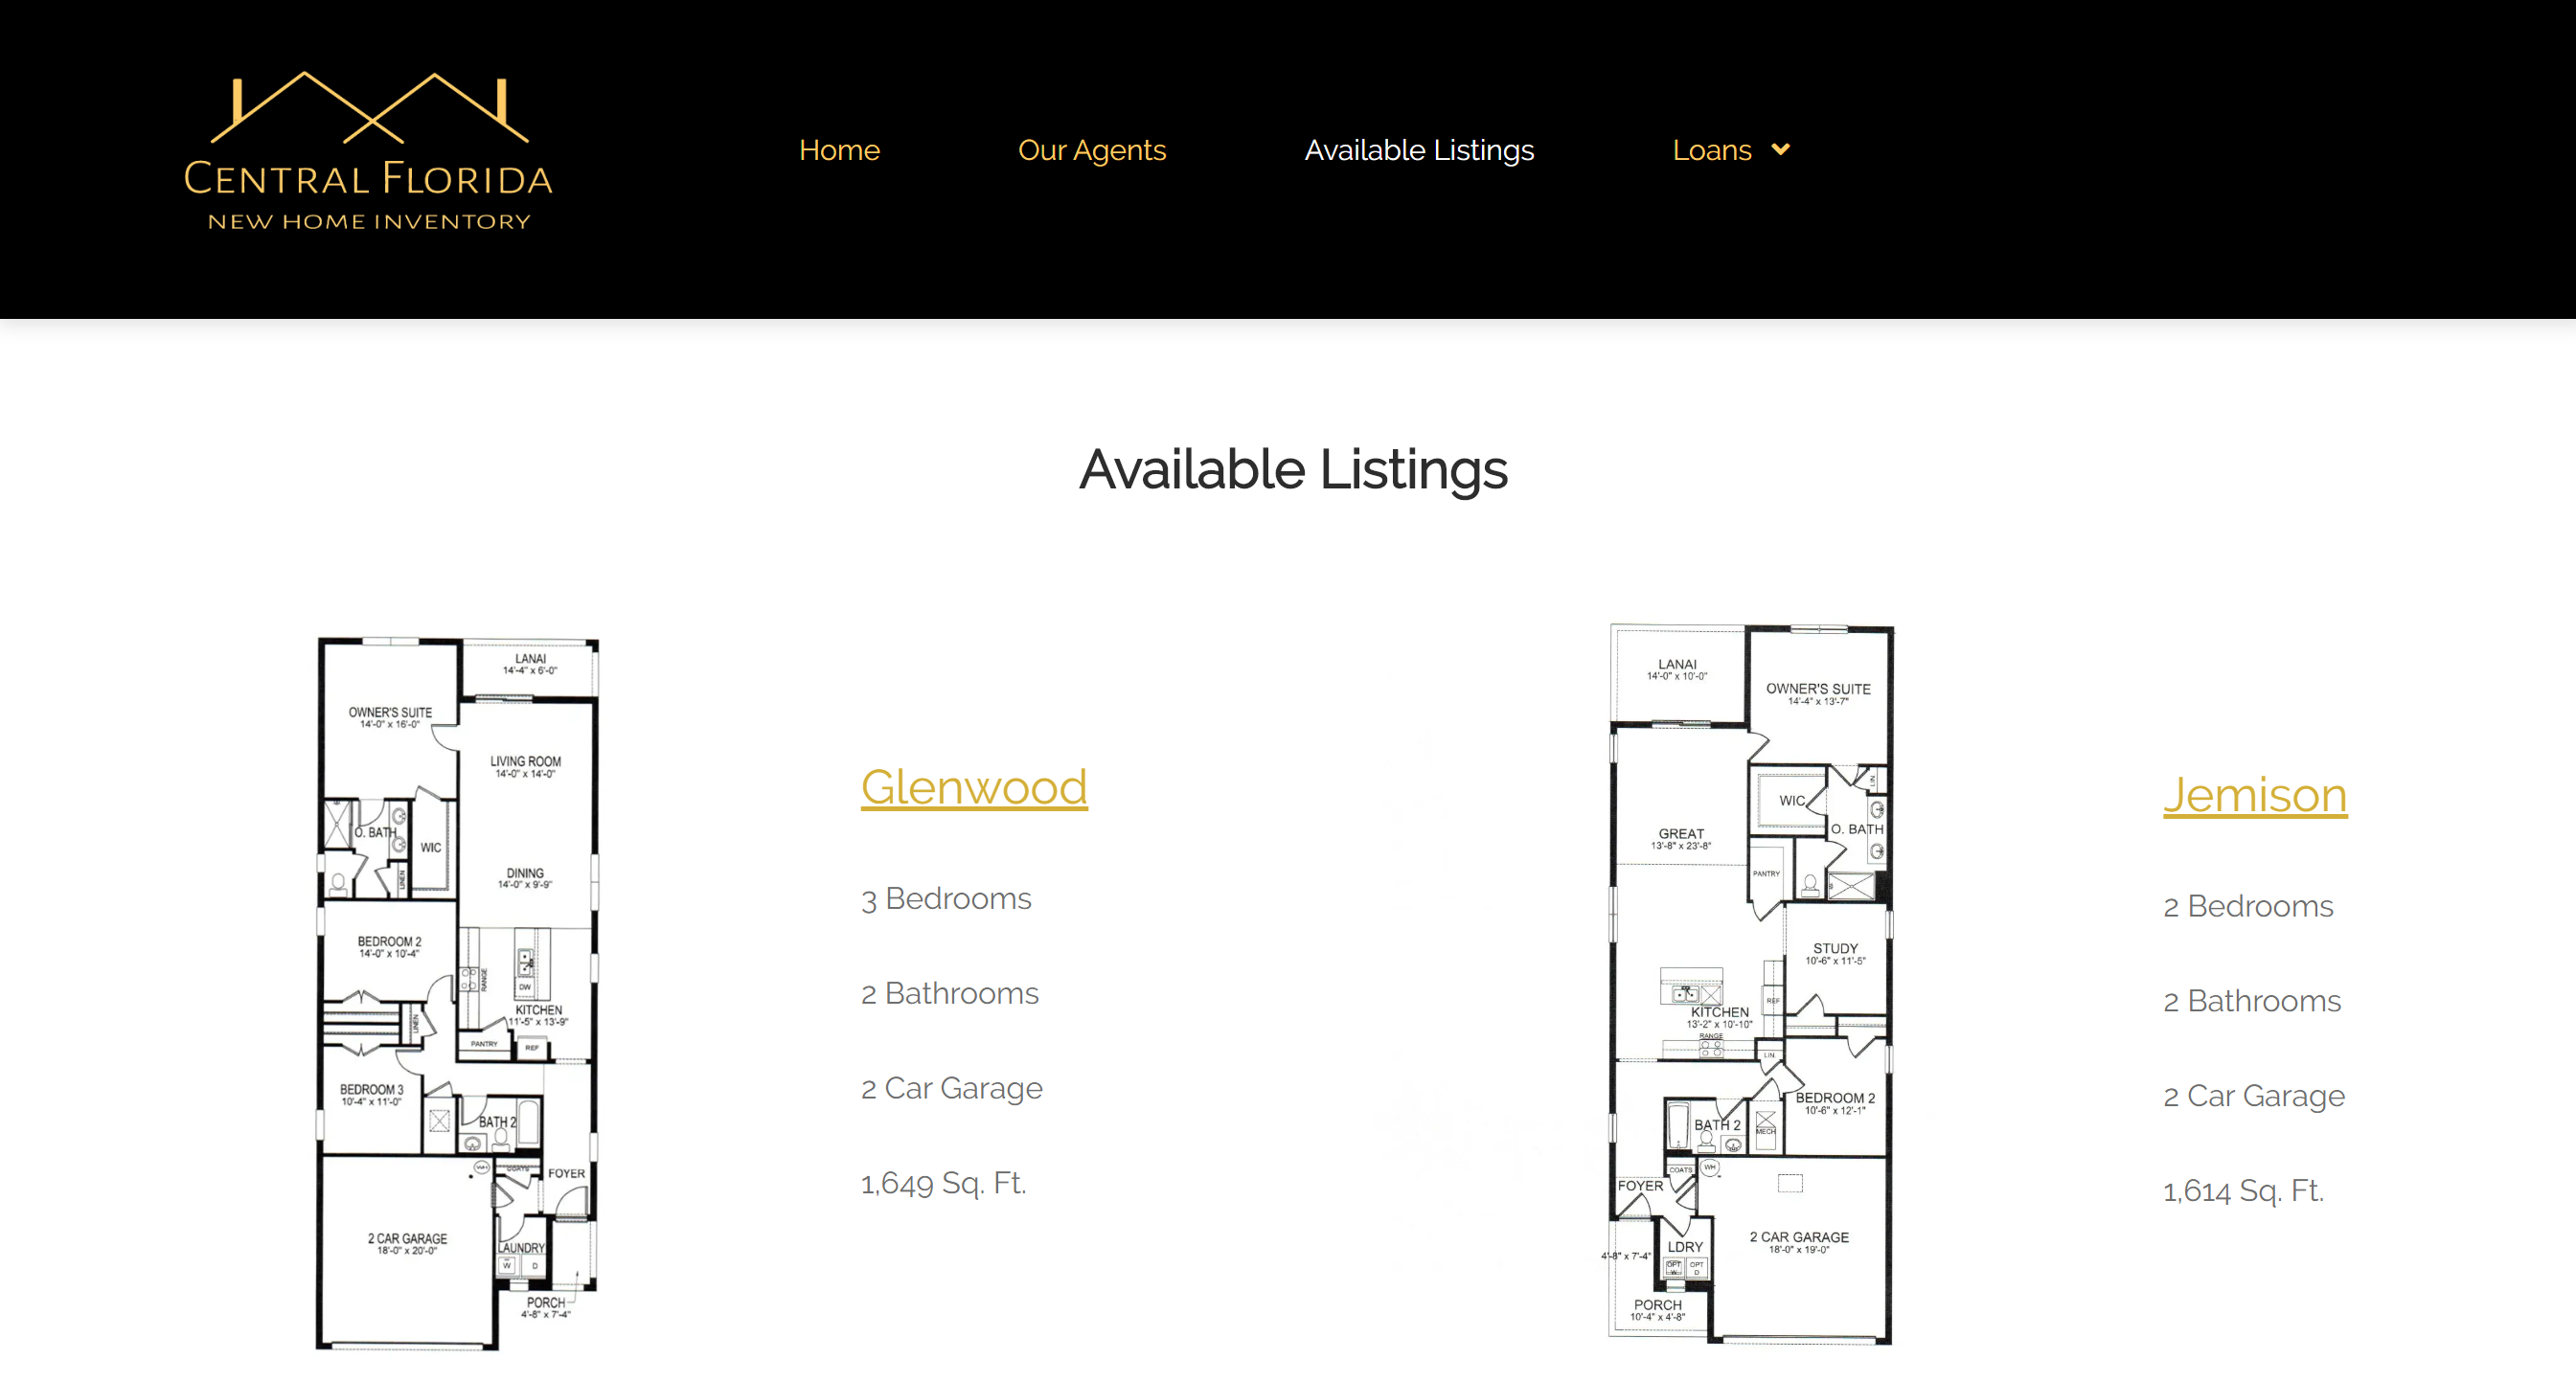 CENTRAL FLORIDA
NEW HOME INVENTORY
Home
Our Agents
Available Listings
Loans
Available Listings
LANAI
14'-4" x 6'-0"
OWNER'S SUITE
14'-0" x 16'-0"
LIVING ROOM
14'-0" x 14'-0"
O. BATH
WIC
LINEN
DINING
14'-0" x 9'-9"
BEDROOM 2
14'-0" x 10'-4"
RANGE
DW
KITCHEN
11'-5" x 13'-9"
LINEN
PANTRY
REF
BEDROOM 3
10'-4" x 11'-0"
BATH 2
WH
COATS
FOYER
2 CAR GARAGE
18'-0" x 20'-0"
LAUNDRY
W
D
PORCH
4'-8" x 7'-4"
Glenwood
3 Bedrooms
2 Bathrooms
2 Car Garage
1,649 Sq. Ft.
LANAI
14'-0" x 10'-0"
OWNER'S SUITE
14'-4" x 13'-7"
LIN.
WIC
O. BATH
GREAT
13'-8" x 23'-8"
PANTRY
STUDY
10'-6" x 11'-5"
REF
KITCHEN
13'-2" x 10'-10"
RANGE
LIN.
BEDROOM 2
10'-6" x 12'-1"
BATH 2
MECH
COATS
WH
FOYER
2 CAR GARAGE
18'-0" x 19'-0"
4'-8" x 7'-4"
LDRY
OPT
W
OPT
D
PORCH
10'-4" x 4'-8"
Jemison
2 Bedrooms
2 Bathrooms
2 Car Garage
1,614 Sq. Ft.